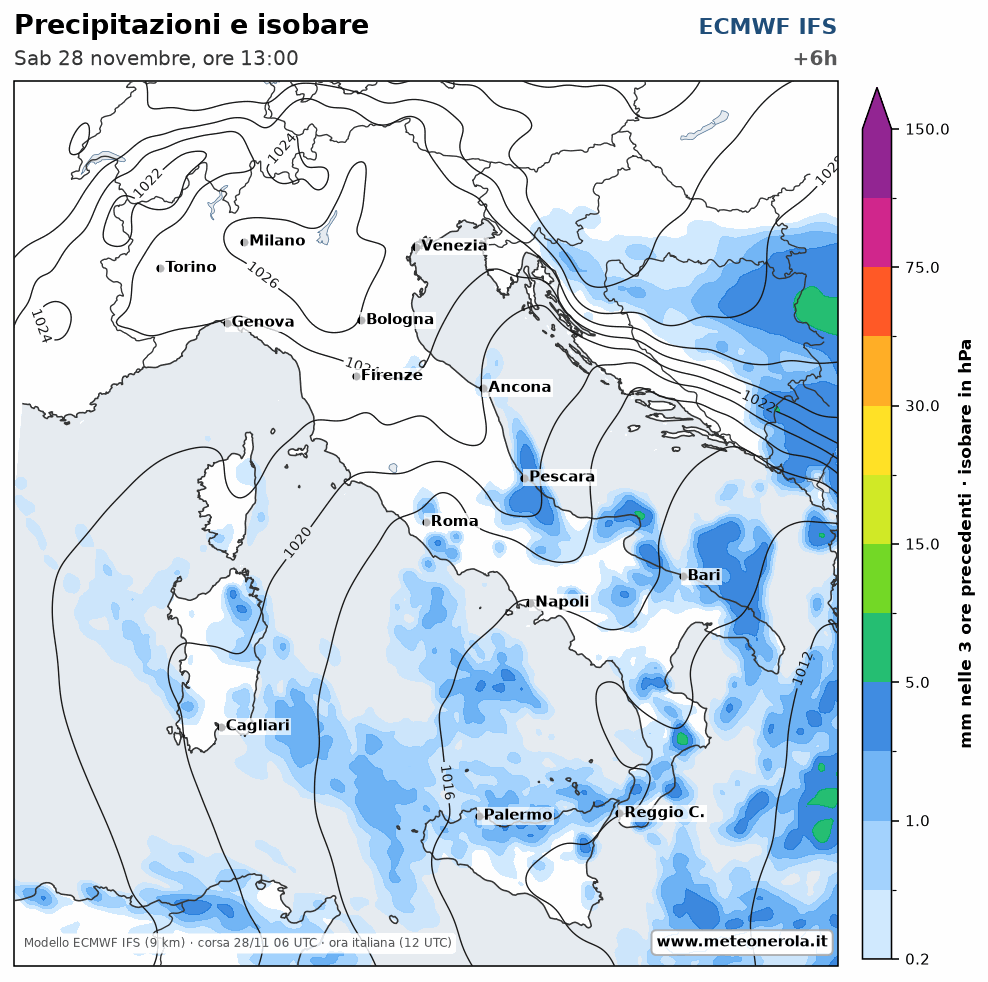 Precipitazioni e isobare
ECMWF IFS
Sab 28 novembre, ore 13:00
+6h
1024
1022
1028
Milano
Venezia
Torino
1026
1024
Genova
Bologna
Firenze
Ancona
1022
Pescara
Roma
1020
Bari
Napoli
1012
Cagliari
1016
Palermo
Reggio C.
Modello ECMWF IFS (9 km) · corsa 28/11 06 UTC · ora italiana (12 UTC)
www.meteonerola.it
150.0
75.0
30.0
15.0
5.0
1.0
0.2
mm nelle 3 ore precedenti · isobare in hPa